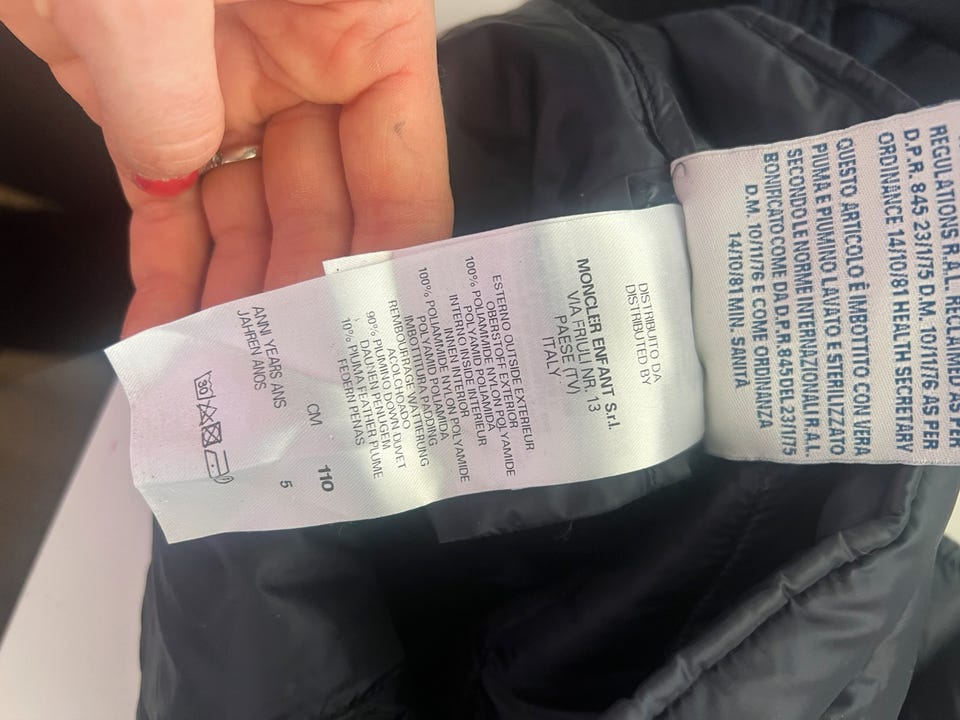 DISTRIBUITO DA
DISTRIBUTED BY
MONCLER ENFANT S.r.l.
VIA FRIULI NR. 13
PAESE (TV)
ITALY
ESTERNO OUTSIDE EXTERIEUR
OBERSTOFF EXTERIOR
100% POLIAMMIDE NYLON POLYAMIDE
POLYAMID POLIAMIDA
INTERNO INSIDE INTERIEUR
INNEN INTERIOR
100% POLIAMMIDE NYLON POLYAMIDE
POLYAMID POLIAMIDA
IMBOTTITURA PADDING
REMBOURRAGE WATTIERUNG
ACOLCHOADO
90% PIUMINO DOWN DUVET
DAUNEN PENUGEM
10% PIUMA FEATHER PLUME
FEDERN PENAS
CM 110
ANNI YEARS ANS
JAHREN ANOS 5
30
REGULATIONS R.A.L. RECLAIMED AS PER
D.P.R. 845 23/1/75 D.M. 10/11/76 AS PER
ORDINANCE 14/10/81 HEALTH SECRETARY
QUESTO ARTICOLO È IMBOTTITO CON VERA
PIUMA E PIUMINO LAVATO E STERILIZZATO
SECONDO LE NORME INTERNAZIONALI R.A.L.
BONIFICATO COME DA D.P.R. 845 DEL 23/1/75
D.M. 10/11/76 E COME ORDINANZA
14/10/81 MIN. SANITÀ